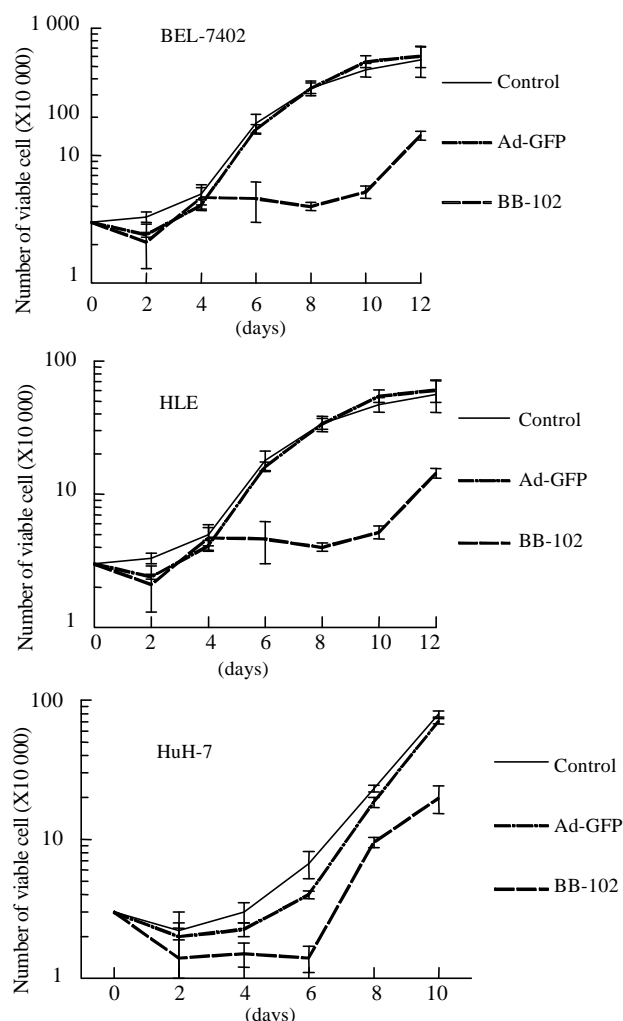 BEL-7402
Number of viable cell (X10 000)
1 000
100
10
1
0 2 4 6 8 10 12
(days)
Control
Ad-GFP
BB-102
HLE
Number of viable cell (X10 000)
100
10
1
0 2 4 6 8 10 12
(days)
Control
Ad-GFP
BB-102
HuH-7
Number of viable cell (X10 000)
100
10
1
0 2 4 6 8 10
(days)
Control
Ad-GFP
BB-102